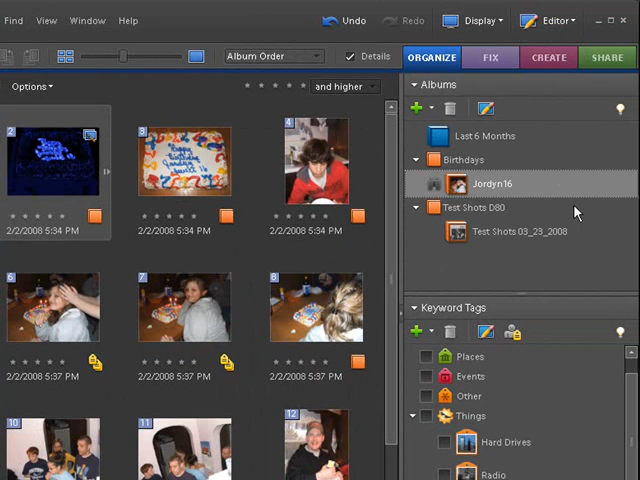 Find View Window Help Undo Redo Display Editor
Album Order Details ORGANIZE FIX CREATE SHARE
Options and higher
Albums
Last 6 Months
Birthdays
Jordyn16
Test Shots D80
Test Shots 03_23_2008
2
3
4
Happy
birthday
2/2/2008 5:34 PM
2/2/2008 5:34 PM
2/2/2008 5:34 PM
6
7
8
2/2/2008 5:37 PM
2/2/2008 5:37 PM
2/2/2008 5:37 PM
10
11
12
Keyword Tags
Places
Events
Other
Things
Hard Drives
Radio